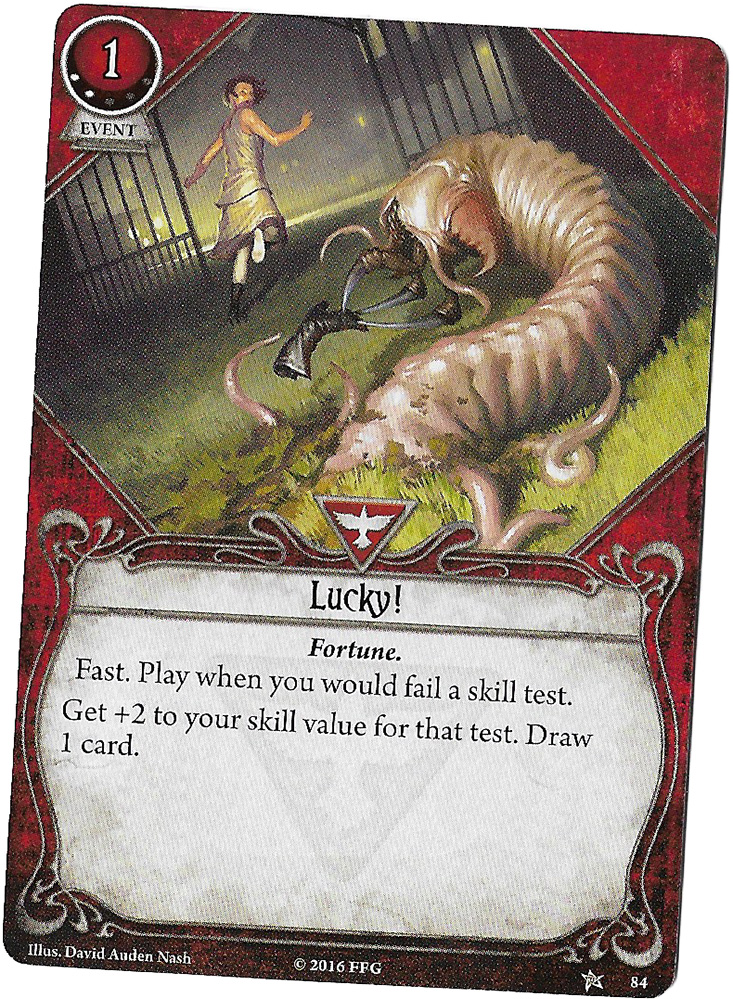 1
EVENT
Lucky!
Fortune.
Fast. Play when you would fail a skill test.
Get +2 to your skill value for that test. Draw
1 card.
Illus. David Auden Nash
© 2016 FFG
84